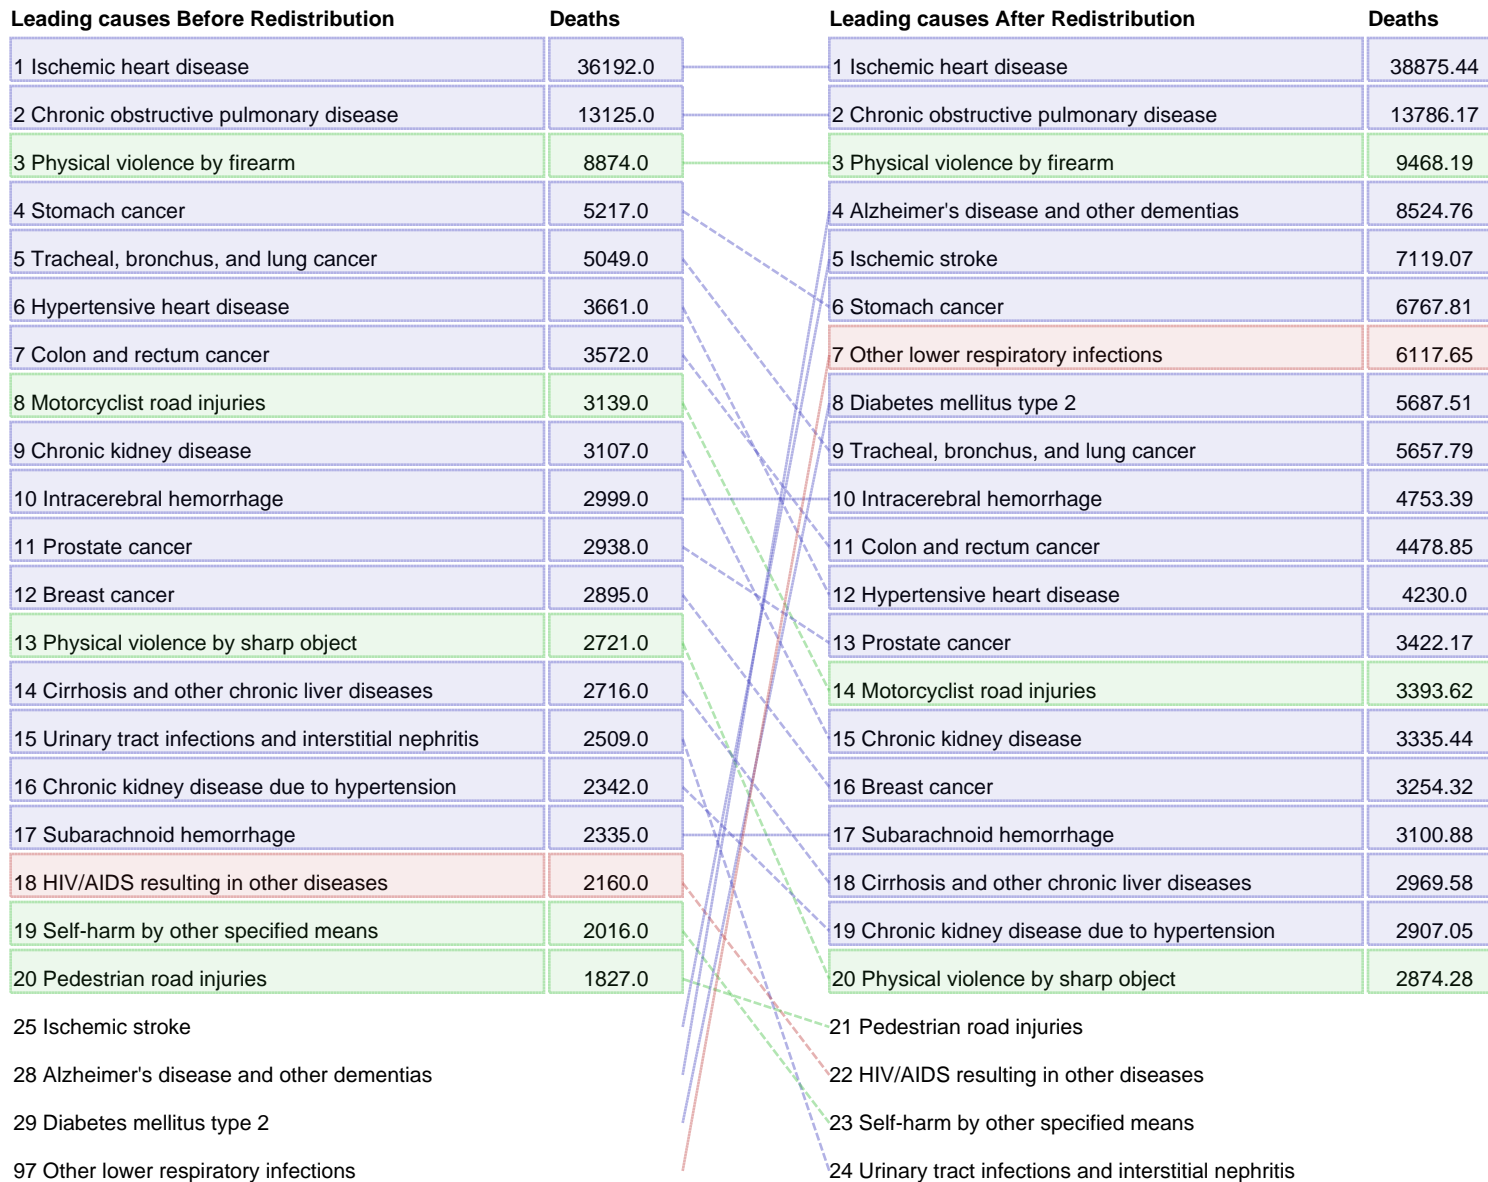 Leading causes Before Redistribution Deaths Leading causes After Redistribution Deaths
1 Ischemic heart disease 36192.0 1 Ischemic heart disease 38875.44
2 Chronic obstructive pulmonary disease 13125.0 2 Chronic obstructive pulmonary disease 13786.17
3 Physical violence by firearm 8874.0 3 Physical violence by firearm 9468.19
4 Stomach cancer 5217.0 4 Alzheimer's disease and other dementias 8524.76
5 Tracheal, bronchus, and lung cancer 5049.0 5 Ischemic stroke 7119.07
6 Hypertensive heart disease 3661.0 6 Stomach cancer 6767.81
7 Colon and rectum cancer 3572.0 7 Other lower respiratory infections 6117.65
8 Motorcyclist road injuries 3139.0 8 Diabetes mellitus type 2 5687.51
9 Chronic kidney disease 3107.0 9 Tracheal, bronchus, and lung cancer 5657.79
10 Intracerebral hemorrhage 2999.0 10 Intracerebral hemorrhage 4753.39
11 Prostate cancer 2938.0 11 Colon and rectum cancer 4478.85
12 Breast cancer 2895.0 12 Hypertensive heart disease 4230.0
13 Physical violence by sharp object 2721.0 13 Prostate cancer 3422.17
14 Cirrhosis and other chronic liver diseases 2716.0 14 Motorcyclist road injuries 3393.62
15 Urinary tract infections and interstitial nephritis 2509.0 15 Chronic kidney disease 3335.44
16 Chronic kidney disease due to hypertension 2342.0 16 Breast cancer 3254.32
17 Subarachnoid hemorrhage 2335.0 17 Subarachnoid hemorrhage 3100.88
18 HIV/AIDS resulting in other diseases 2160.0 18 Cirrhosis and other chronic liver diseases 2969.58
19 Self-harm by other specified means 2016.0 19 Chronic kidney disease due to hypertension 2907.05
20 Pedestrian road injuries 1827.0 20 Physical violence by sharp object 2874.28
25 Ischemic stroke 21 Pedestrian road injuries
28 Alzheimer's disease and other dementias 22 HIV/AIDS resulting in other diseases
29 Diabetes mellitus type 2 23 Self-harm by other specified means
97 Other lower respiratory infections 24 Urinary tract infections and interstitial nephritis